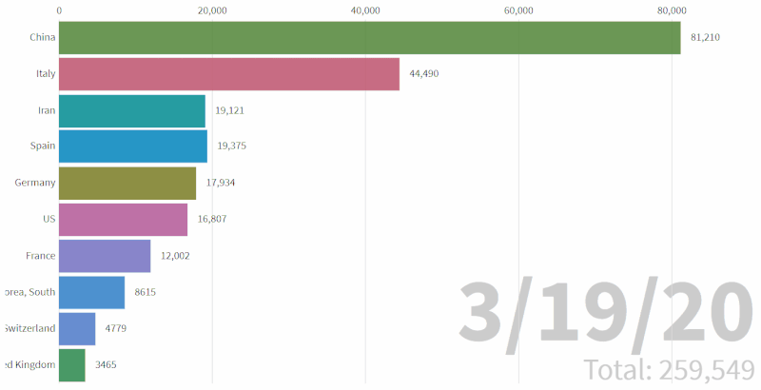 0 20,000 40,000 60,000 80,000
China 81,210
Italy 44,490
Iran 19,121
Spain 19,375
Germany 17,934
US 16,807
France 12,002
orea, South 8615
Switzerland 4779
ed Kingdom 3465
3/19/20
Total: 259,549